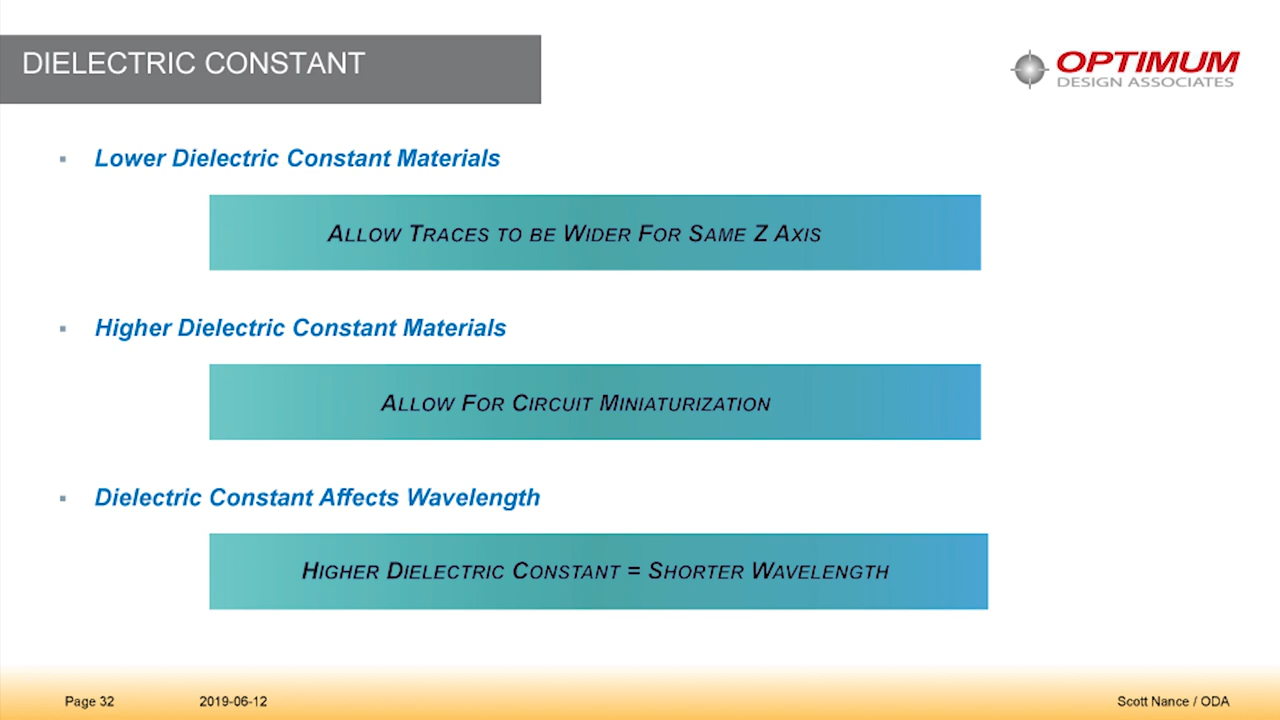 DIELECTRIC CONSTANT
OPTIMUM
DESIGN ASSOCIATES
▪ Lower Dielectric Constant Materials
ALLOW TRACES TO BE WIDER FOR SAME Z AXIS
▪ Higher Dielectric Constant Materials
ALLOW FOR CIRCUIT MINIATURIZATION
▪ Dielectric Constant Affects Wavelength
HIGHER DIELECTRIC CONSTANT = SHORTER WAVELENGTH
Page 32 2019-06-12 Scott Nance / ODA